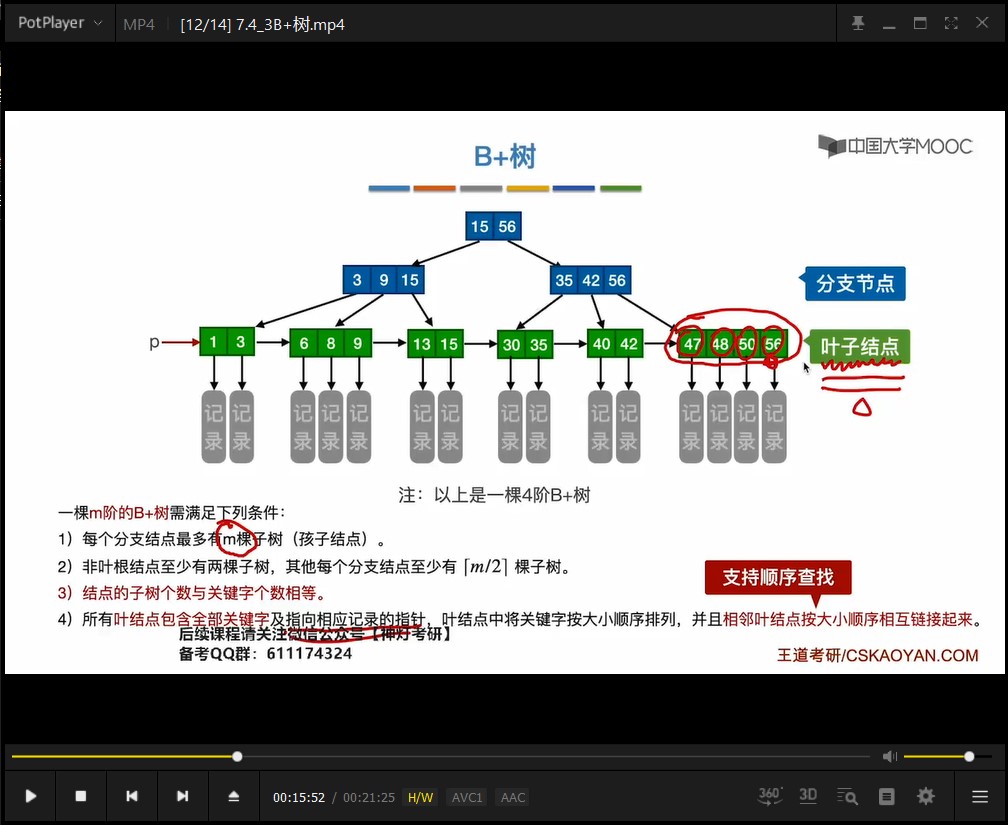 PotPlayer MP4 [12/14] 7.4_3B+树.mp4
B+树
中国大学MOOC
15 56
3 9 15
35 42 56
分支节点
p
1 3
6 8 9
13 15
30 35
40 42
47 48 50 56
叶子结点
记录 记录 记录 记录 记录 记录 记录 记录 记录 记录 记录 记录 记录 记录 记录
注：以上是一棵4阶B+树
一棵m阶的B+树需满足下列条件：
1）每个分支结点最多有m棵子树（孩子结点）。
2）非叶根结点至少有两棵子树，其他每个分支结点至少有 ⌈m/2⌉ 棵子树。
支持顺序查找
3）结点的子树个数与关键字个数相等。
4）所有叶结点包含全部关键字及指向相应记录的指针，叶结点中将关键字按大小顺序排列，并且相邻叶结点按大小顺序相互链接起来。
后续课程请关注微信公众号【神灯考研】
备考QQ群：611174324
王道考研/CSKAOYAN.COM
00:15:52 / 00:21:25 H/W AVC1 AAC
360° 3D